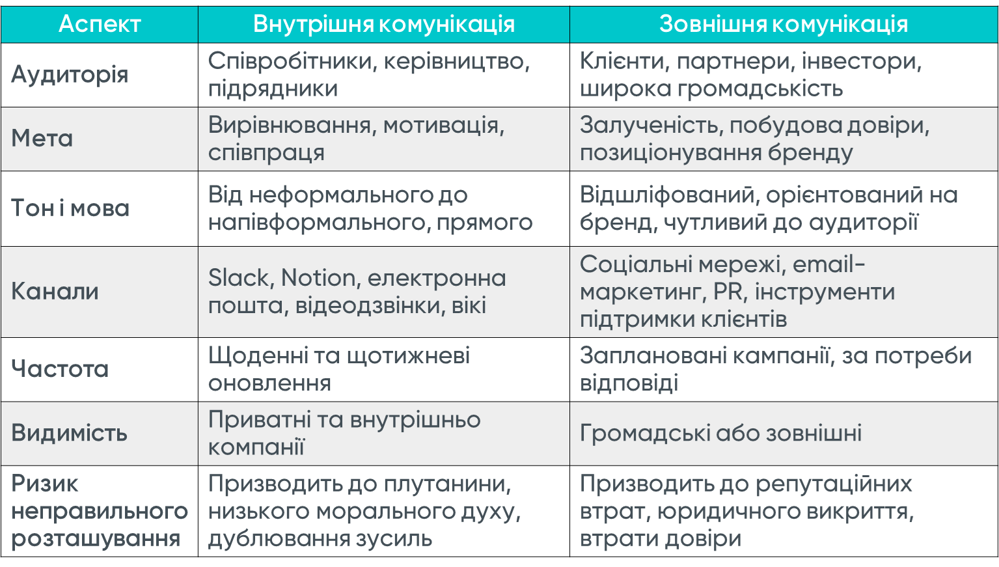 Аспект
Внутрішня комунікація
Зовнішня комунікація
Аудиторія
Співробітники, керівництво,
підрядники
Клієнти, партнери, інвестори,
широка громадськість
Мета
Вирівнювання, мотивація,
співпраця
Залученість, побудова довіри,
позиціонування бренду
Тон і мова
Від неформального до
напівформального, прямого
Відшліфований, орієнтований на
бренд, чутливий до аудиторії
Канали
Slack, Notion, електронна
пошта, відеодзвінки, вікі
Соціальні мережі, email-
маркетинг, PR, інструменти
підтримки клієнтів
Частота
Щоденні та щотижневі
оновлення
Заплановані кампанії, за потреби
відповіді
Видимість
Приватні та внутрішньо
компанії
Громадські або зовнішні
Ризик
неправильного
розташування
Призводить до плутанини,
низького морального духу,
дублювання зусиль
Призводить до репутаційних
втрат, юридичного викриття,
втрати довіри